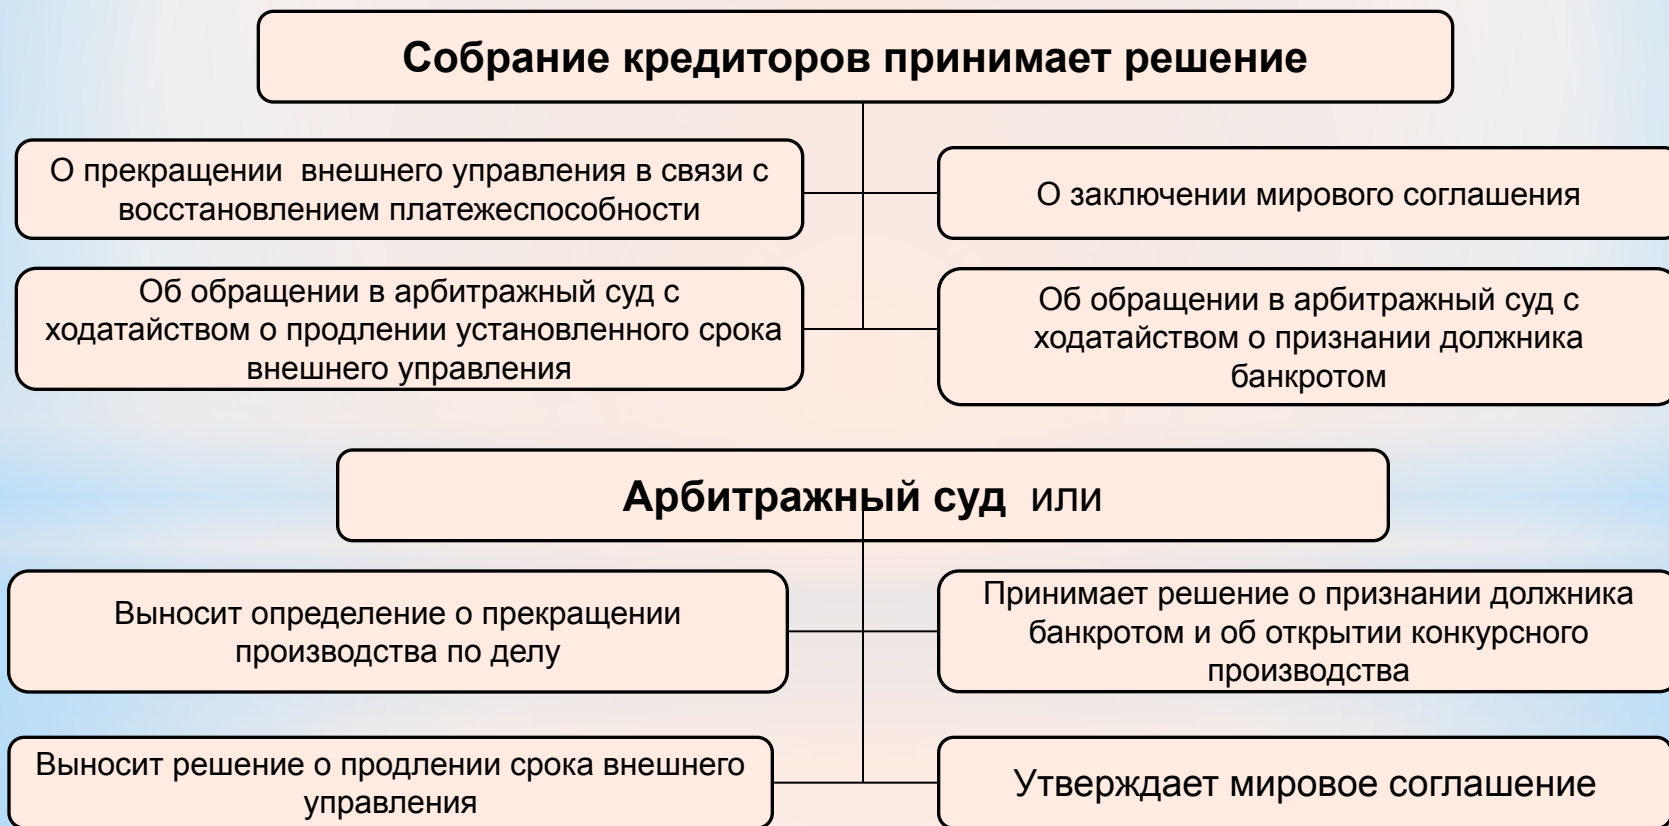 Собрание кредиторов принимает решение
О прекращении внешнего управления в связи с
восстановлением платежеспособности
О заключении мирового соглашения
Об обращении в арбитражный суд с
ходатайством о продлении установленного срока
внешнего управления
Об обращении в арбитражный суд с
ходатайством о признании должника
банкротом
Арбитражный суд или
Выносит определение о прекращении
производства по делу
Принимает решение о признании должника
банкротом и об открытии конкурсного
производства
Выносит решение о продлении срока внешнего
управления
Утверждает мировое соглашение